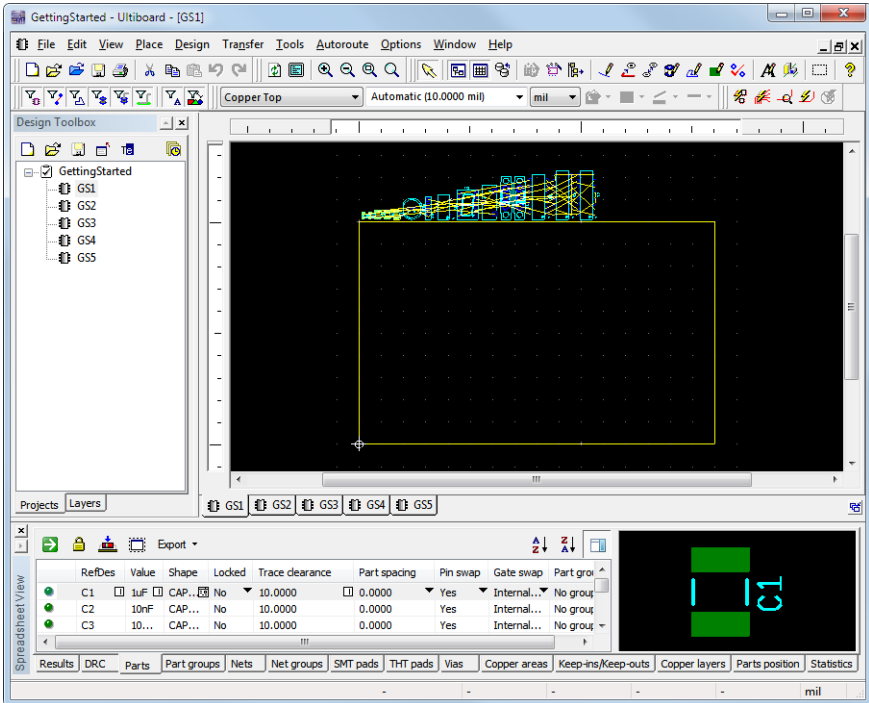 GettingStarted - Ultiboard - [GS1]
File Edit View Place Design Transfer Tools Autoroute Options Window Help
Copper Top Automatic (10.0000 mil) mil
Design Toolbox
GettingStarted
GS1
GS2
GS3
GS4
GS5
Projects Layers
GS1 GS2 GS3 GS4 GS5
Export
RefDes Value Shape Locked Trace clearance Part spacing Pin swap Gate swap Part grou
C1 1uF CAP... No 10.0000 0.0000 Yes Internal... No group
C2 10nF CAP... No 10.0000 0.0000 Yes Internal... No group
C3 10... CAP... No 10.0000 0.0000 Yes Internal... No group
C1
Spreadsheet View
Results DRC Parts Part groups Nets Net groups SMT pads THT pads Vias Copper areas Keep-ins/Keep-outs Copper layers Parts position Statistics
- - - - - mil